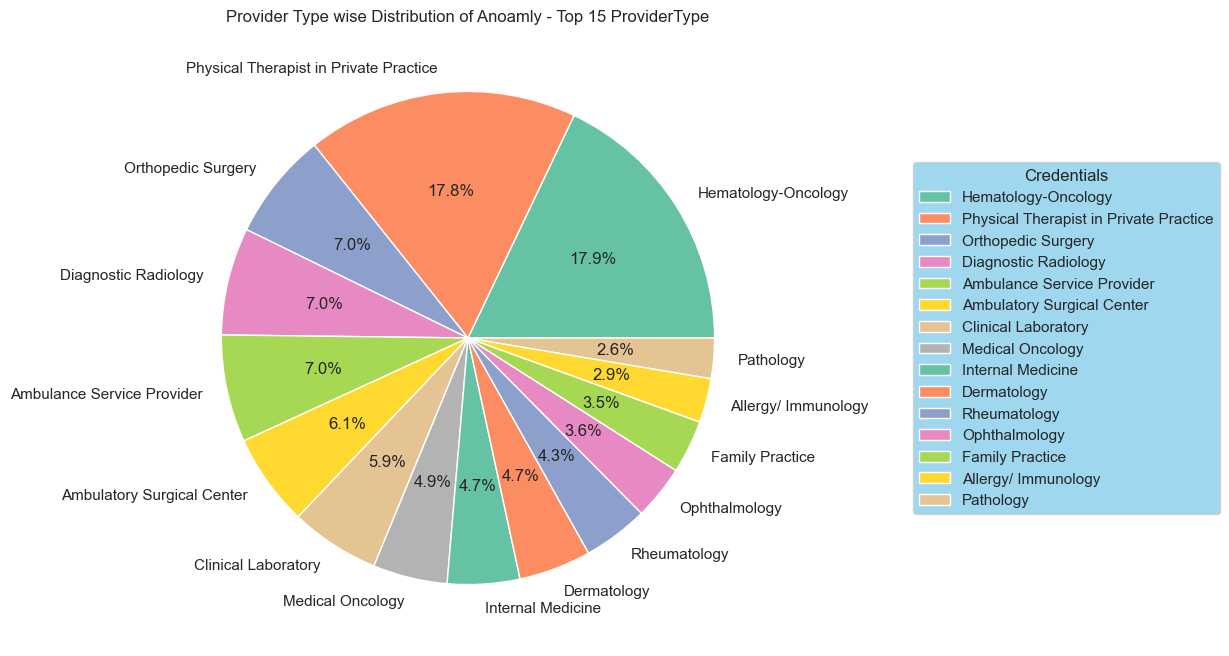 Provider Type wise Distribution of Anoamly - Top 15 ProviderType
Physical Therapist in Private Practice
Orthopedic Surgery
Hematology-Oncology
17.8%
7.0%
17.9%
Diagnostic Radiology
7.0%
Ambulance Service Provider
7.0%
2.6%
Pathology
2.9%
Allergy/ Immunology
3.5%
Family Practice
6.1%
3.6%
Ambulatory Surgical Center
5.9%
4.3%
Ophthalmology
4.9%
4.7%
4.7%
Rheumatology
Clinical Laboratory
Dermatology
Medical Oncology
Internal Medicine
Credentials
Hematology-Oncology
Physical Therapist in Private Practice
Orthopedic Surgery
Diagnostic Radiology
Ambulance Service Provider
Ambulatory Surgical Center
Clinical Laboratory
Medical Oncology
Internal Medicine
Dermatology
Rheumatology
Ophthalmology
Family Practice
Allergy/ Immunology
Pathology